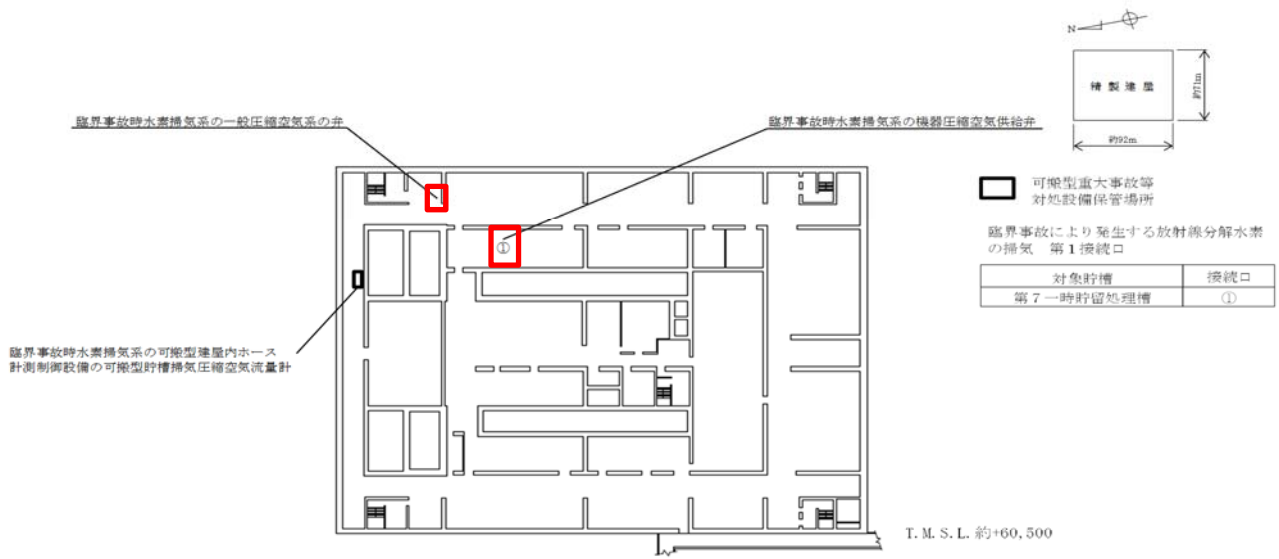 N
精製建屋
約71m
約92m
臨界事故時水素掃気系の一般圧縮空気系の弁
臨界事故時水素掃気系の機器圧縮空気供給弁
可搬型重大事故等
対処設備保管場所
臨界事故により発生する放射線分解水素
の掃気 第1接続口
対象貯槽 接続口
第7一時貯留処理槽 ①
①
臨界事故時水素掃気系の可搬型建屋内ホース
計測制御設備の可搬型貯槽掃気圧縮空気流量計
T.M.S.L.約+60,500